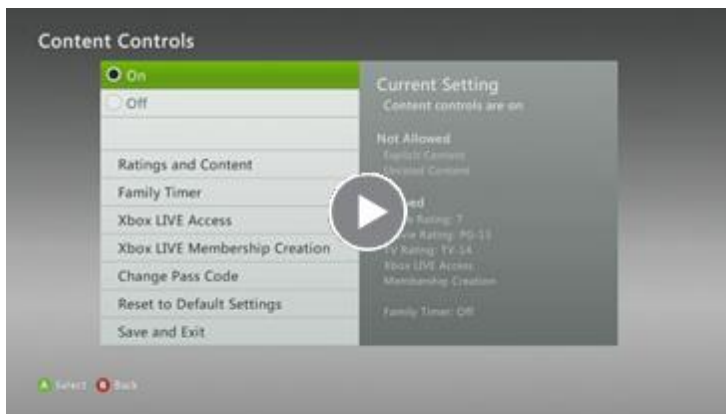 Content Controls
On
Off
Ratings and Content
Family Timer
Xbox LIVE Access
Xbox LIVE Membership Creation
Change Pass Code
Reset to Default Settings
Save and Exit
Current Setting
Content controls are on
Not Allowed
Explicit Content
Unrated Content
Rating: T
Rating: PG-13
TV Rating: TV-14
Xbox LIVE Access
Membership Creation
Family Timer: Off
A Select B Back